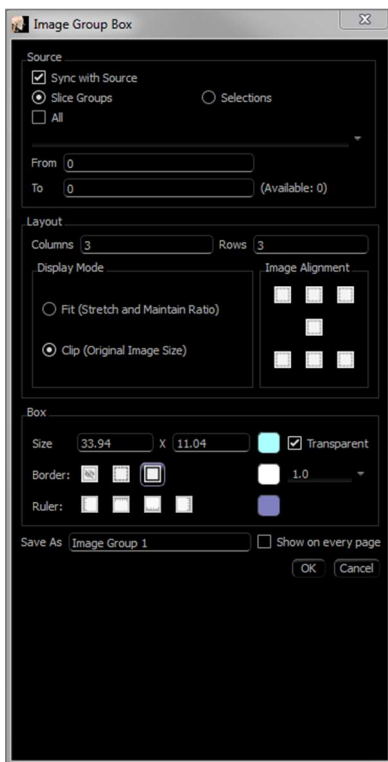 Image Group Box
Source
Sync with Source
Slice Groups Selections
All
From 0
To 0 (Available: 0)
Layout
Columns 3 Rows 3
Display Mode Image Alignment
Fit (Stretch and Maintain Ratio)
Clip (Original Image Size)
Box
Size 33.94 X 11.04 Transparent
Border: 1.0
Ruler:
Save As Image Group 1 Show on every page
OK Cancel